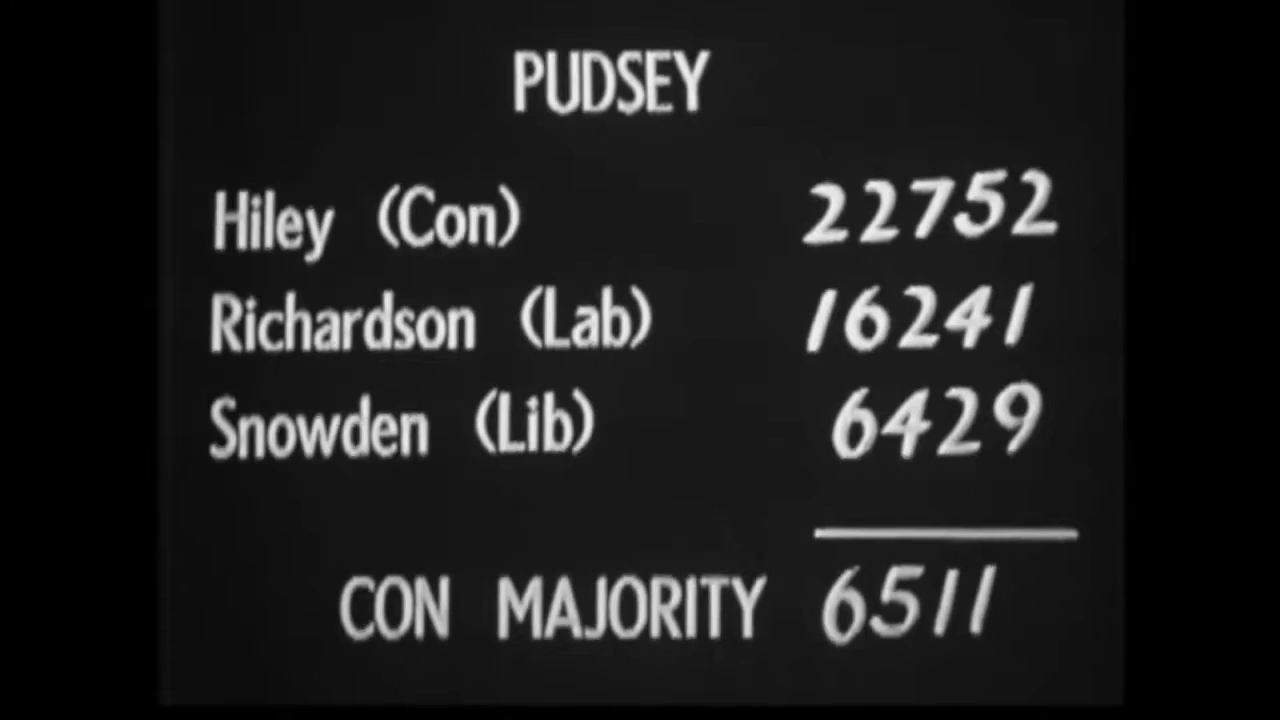 PUDSEY
Hiley (Con) 22752
Richardson (Lab) 16241
Snowden (Lib) 6429
CON MAJORITY 6511